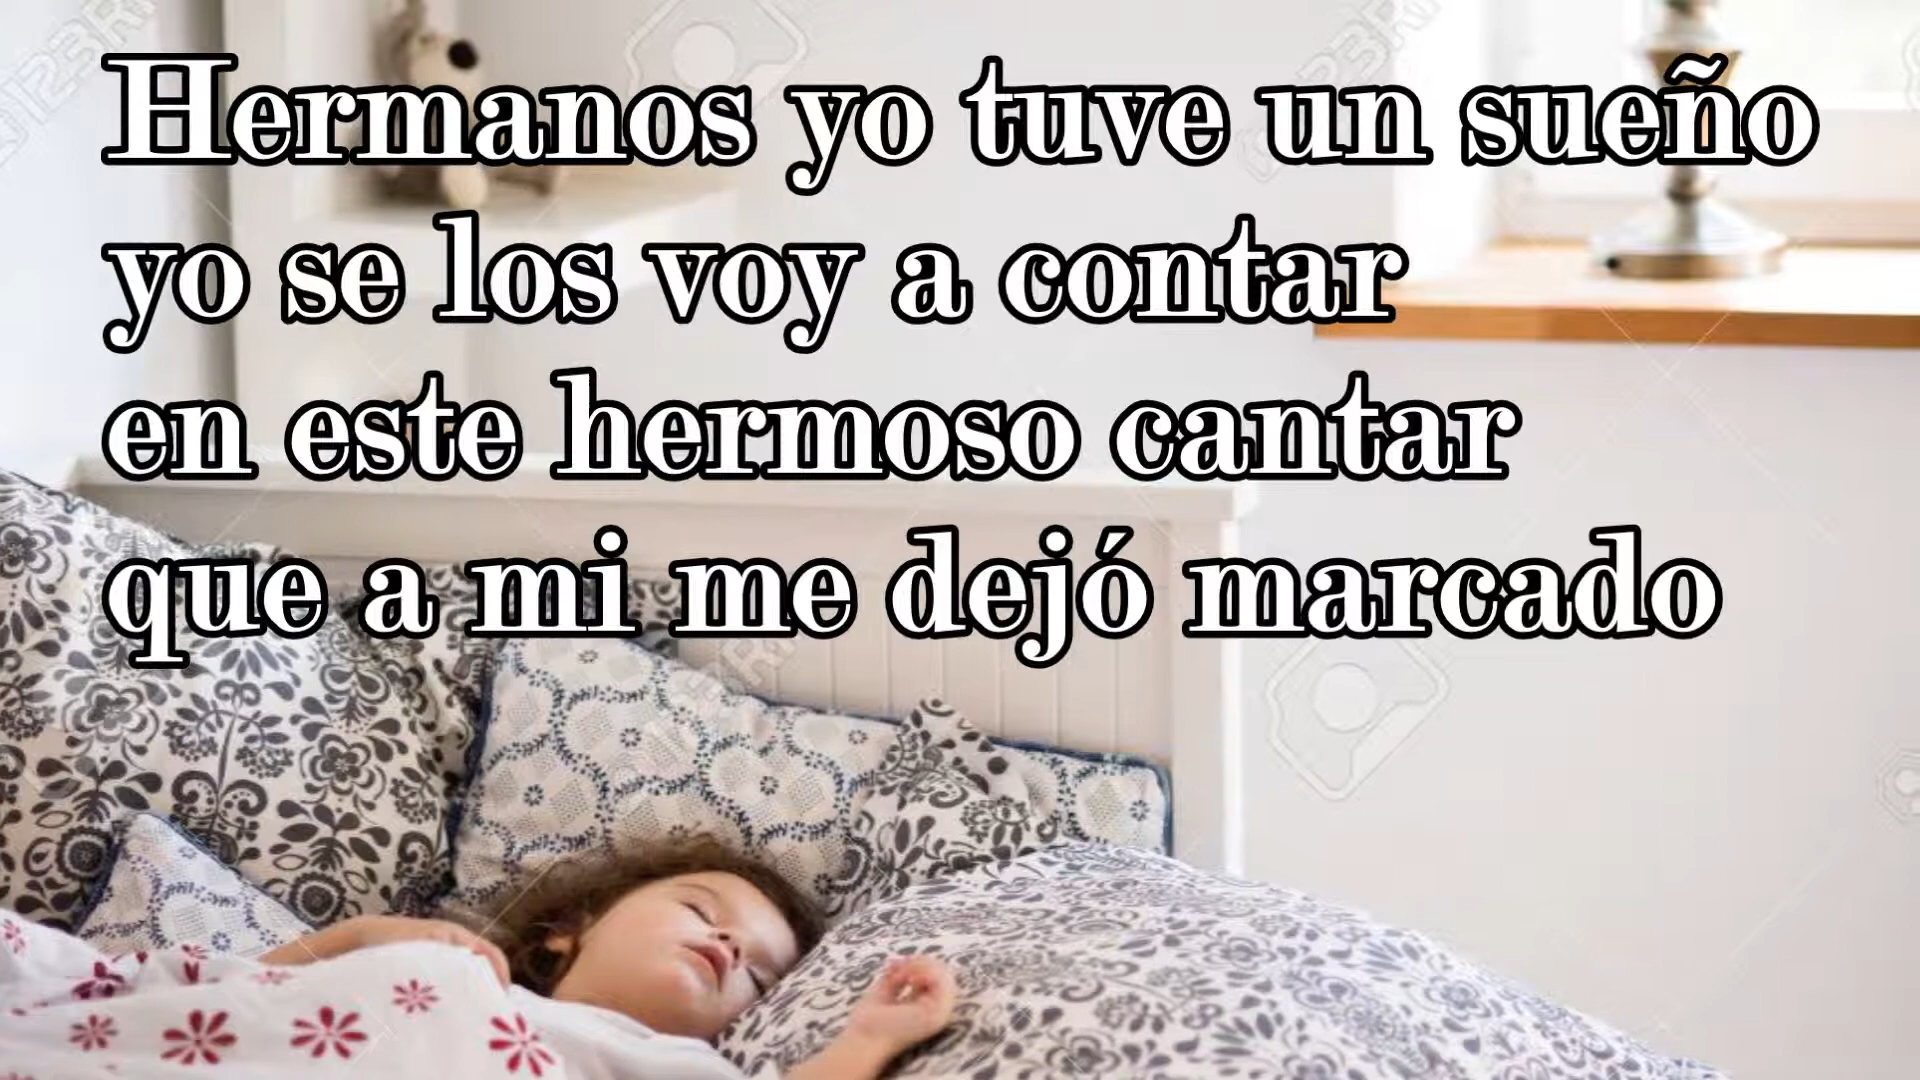 Hermanos yo tuve un sueño
yo se los voy a contar
en este hermoso cantar
que a mi me dejó marcado